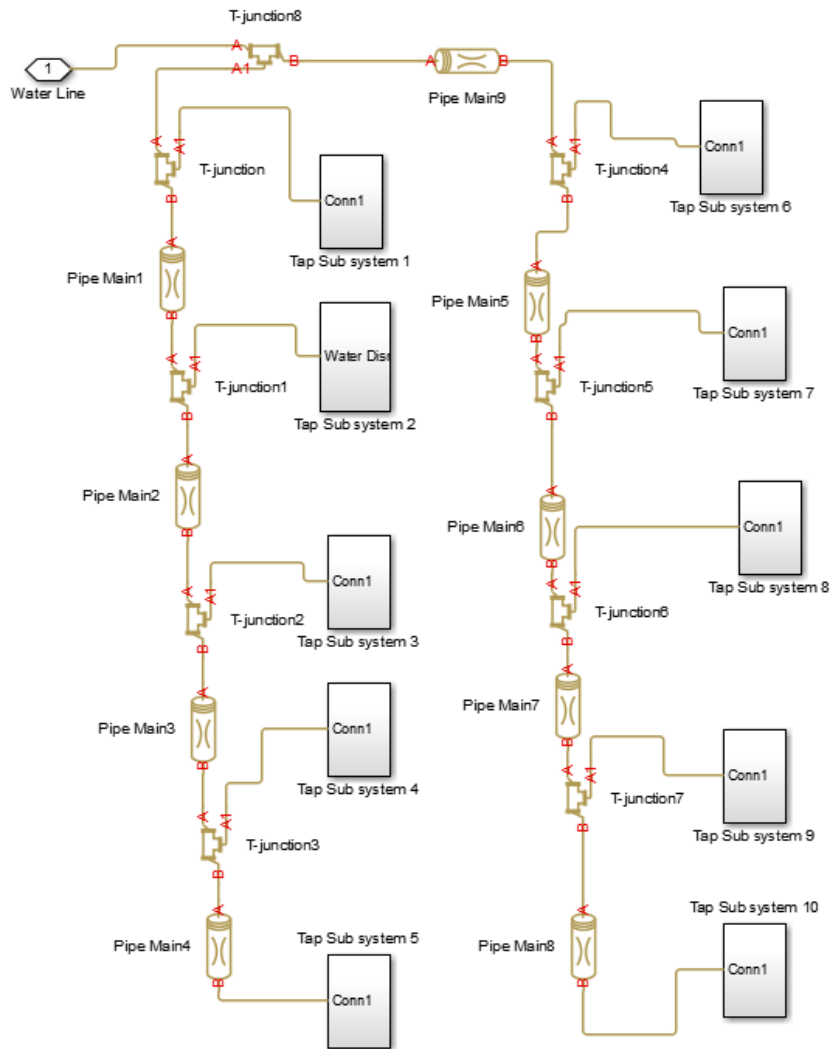 T-junction8
A
A1
B
1
Water Line
A
B
Pipe Main9
A
A1
B
T-junction
Conn1
Tap Sub system 1
A
B
Pipe Main1
A
A1
B
T-junction1
Water Disr
Tap Sub system 2
A
B
Pipe Main2
A
A1
B
T-junction2
Conn1
Tap Sub system 3
A
B
Pipe Main3
A
A1
B
T-junction3
Conn1
Tap Sub system 4
A
B
Pipe Main4
Tap Sub system 5
Conn1
A
A1
B
T-junction4
Conn1
Tap Sub system 6
A
B
Pipe Main5
A
A1
B
T-junction5
Conn1
Tap Sub system 7
A
B
Pipe Main6
A
A1
B
T-junction6
Conn1
Tap Sub system 8
A
B
Pipe Main7
A
A1
B
T-junction7
Conn1
Tap Sub system 9
A
B
Pipe Main8
Tap Sub system 10
Conn1